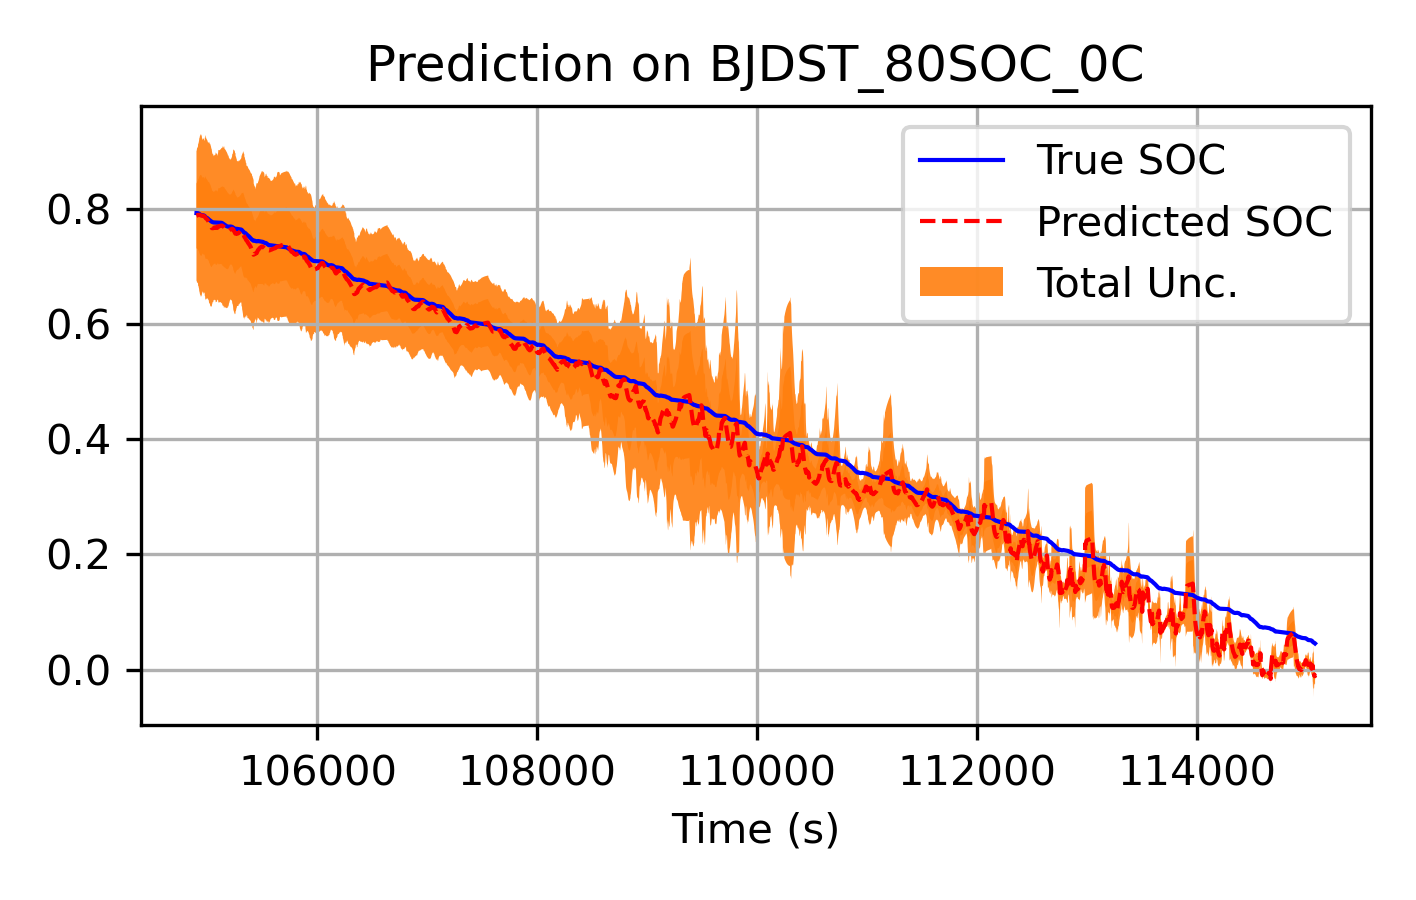 Prediction on BJDST_80SOC_0C
True SOC
Predicted SOC
Total Unc.
0.8
0.6
0.4
0.2
0.0
106000 108000 110000 112000 114000
Time (s)